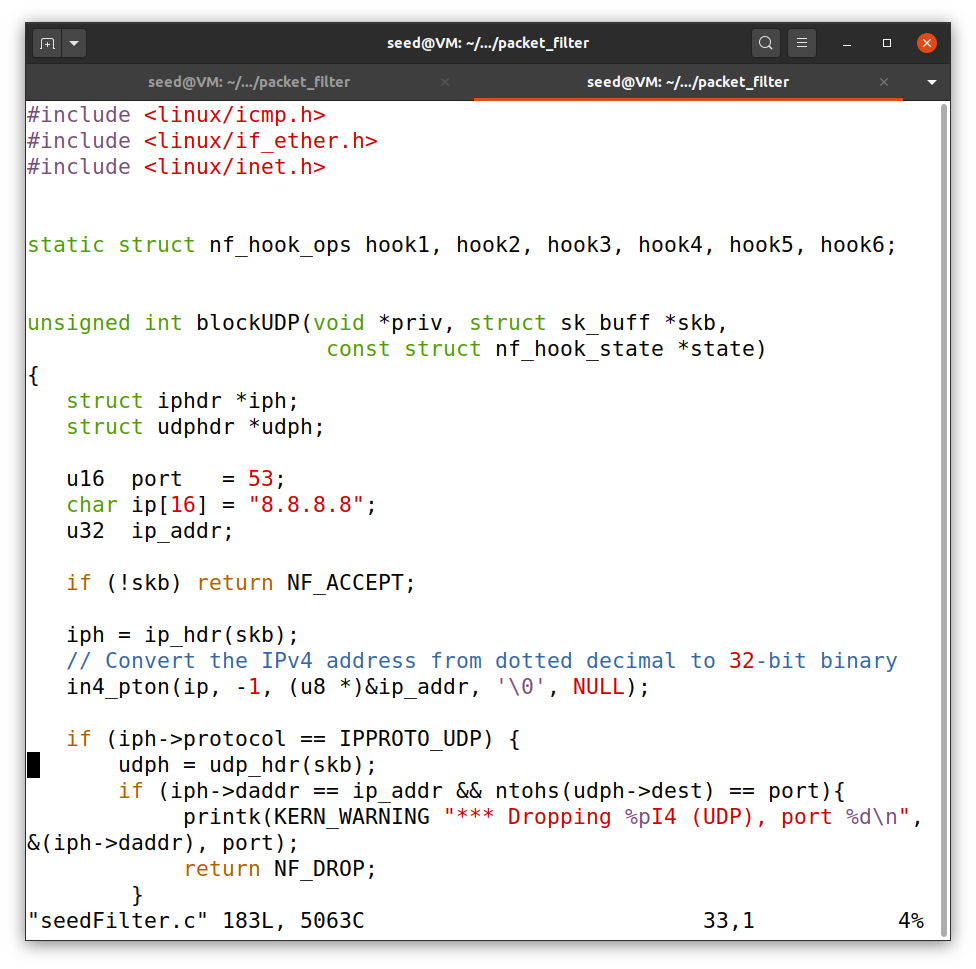 seed@VM: ~/.../packet_filter
seed@VM: ~/.../packet_filter
seed@VM: ~/.../packet_filter
#include <linux/icmp.h>
#include <linux/if_ether.h>
#include <linux/inet.h>
static struct nf_hook_ops hook1, hook2, hook3, hook4, hook5, hook6;
unsigned int blockUDP(void *priv, struct sk_buff *skb,
                       const struct nf_hook_state *state)
{
   struct iphdr *iph;
   struct udphdr *udph;
   u16  port   = 53;
   char ip[16] = "8.8.8.8";
   u32  ip_addr;
   if (!skb) return NF_ACCEPT;
   iph = ip_hdr(skb);
   // Convert the IPv4 address from dotted decimal to 32-bit binary
   in4_pton(ip, -1, (u8 *)&ip_addr, '\0', NULL);
   if (iph->protocol == IPPROTO_UDP) {
       udph = udp_hdr(skb);
       if (iph->daddr == ip_addr && ntohs(udph->dest) == port){
            printk(KERN_WARNING "*** Dropping %pI4 (UDP), port %d\n",
&(iph->daddr), port);
            return NF_DROP;
        }
"seedFilter.c" 183L, 5063C                          33,1           4%